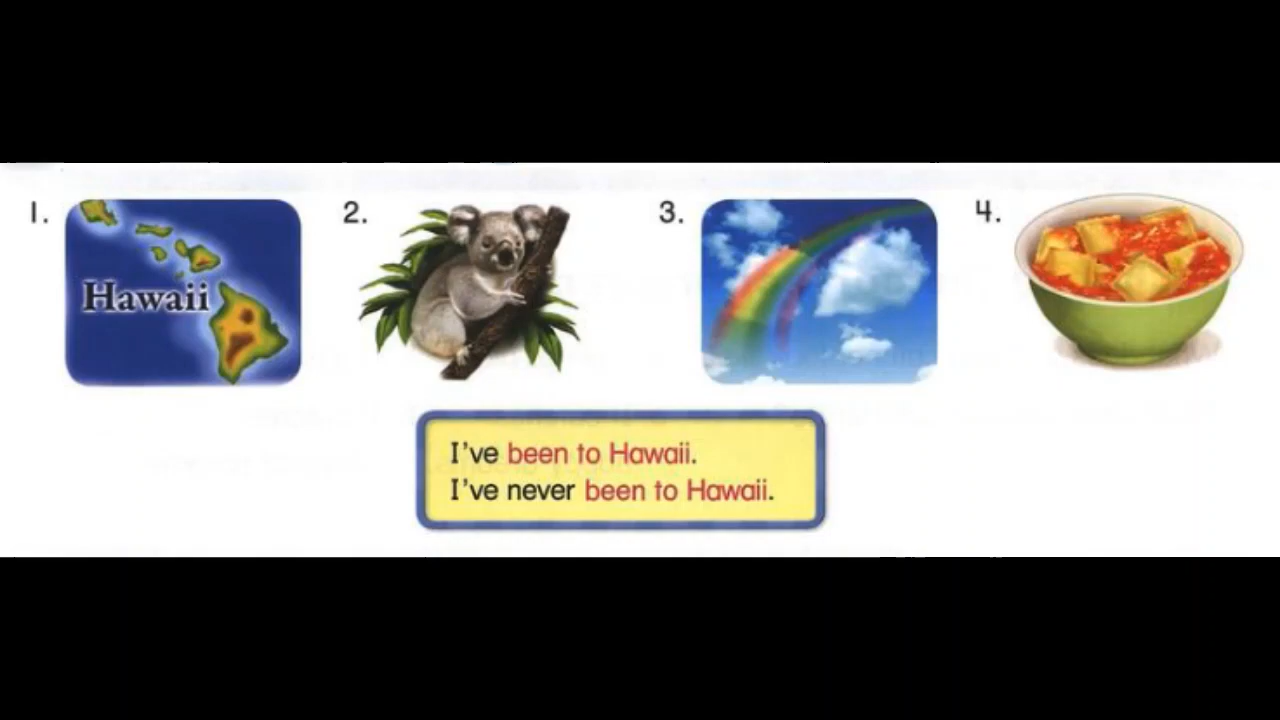 1.
2.
3.
4.
Hawaii
I've been to Hawaii.
I've never been to Hawaii.